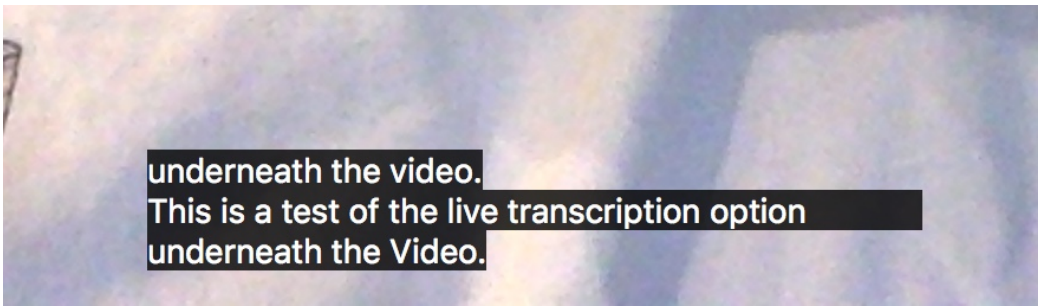 underneath the video.
This is a test of the live transcription option
underneath the Video.